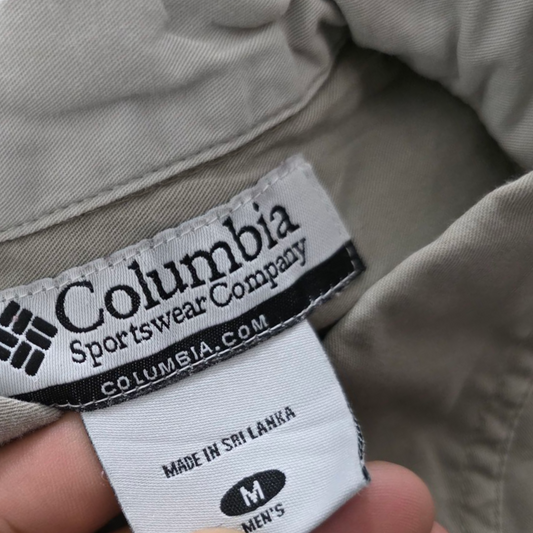 Columbia
Sportswear Company
COLUMBIA.COM
MADE IN SRI LANKA
M
MEN'S